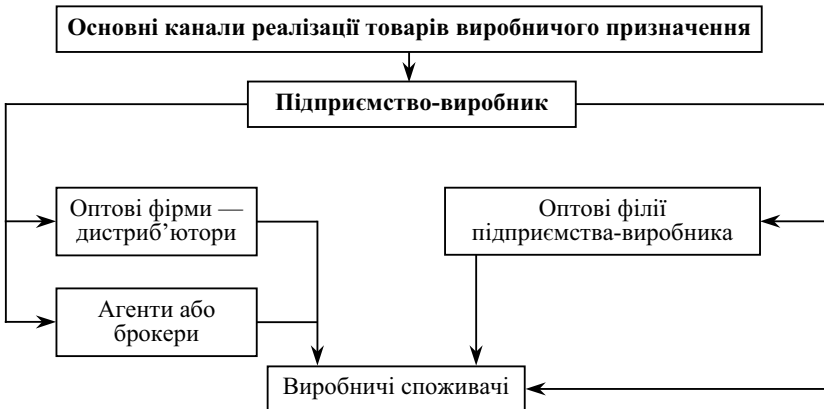 Основні канали реалізації товарів виробничого призначення
Підприємство-виробник
Оптові фірми —
дистриб’ютори
Оптові філії
підприємства-виробника
Агенти або
брокери
Виробничі споживачі